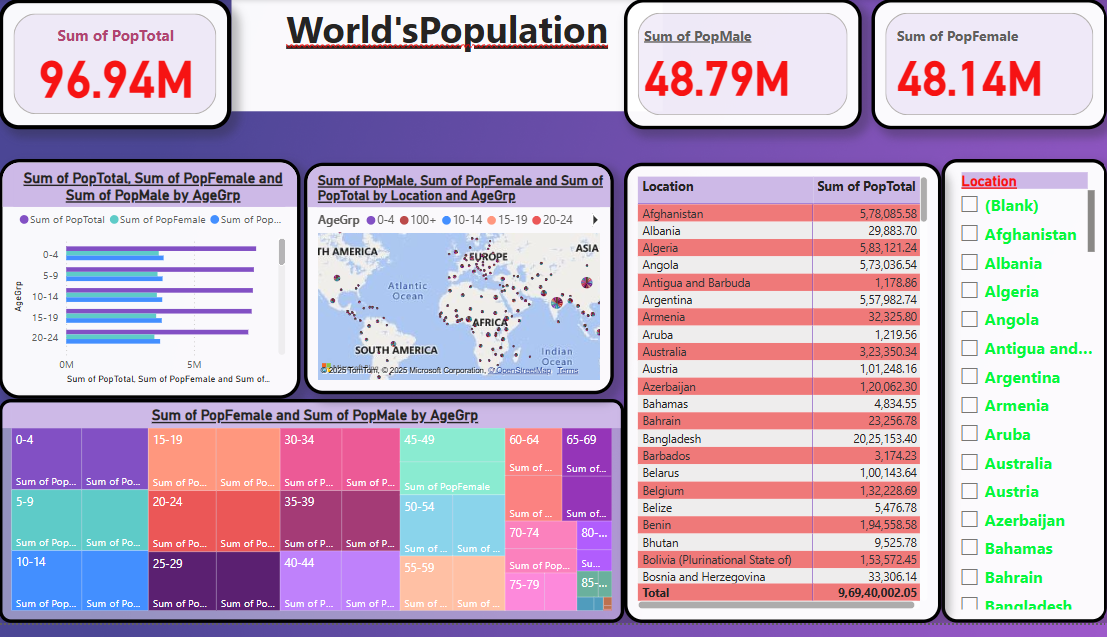 Sum of PopTotal
96.94M
World'sPopulation
Sum of PopMale
48.79M
Sum of PopFemale
48.14M
Sum of PopTotal, Sum of PopFemale and
Sum of PopMale by AgeGrp
Sum of PopTotal Sum of PopFemale Sum of Pop...
AgeGrp
0-4
5-9
10-14
15-19
20-24
0M 5M
Sum of PopTotal, Sum of PopFemale and Sum of...
Sum of PopMale, Sum of PopFemale and Sum of
PopTotal by Location and AgeGrp
AgeGrp 0-4 100+ 10-14 15-19 20-24
TH AMERICA
EUROPE
ASIA
Atlantic
Ocean
AFRICA
SOUTH AMERICA
Indian
Ocean
© 2025 TomTom, © 2025 Microsoft Corporation, © OpenStreetMap Terms
Sum of PopFemale and Sum of PopMale by AgeGrp
0-4
Sum of Pop... Sum of Po...
5-9
Sum of Pop... Sum of Po...
10-14
Sum of Pop... Sum of Po...
15-19
Sum of Po... Sum of Po...
20-24
Sum of Po... Sum of Po...
25-29
Sum of Po... Sum of Po...
30-34
Sum of P... Sum of P...
35-39
Sum of P... Sum of P...
40-44
Sum of P... Sum of P...
45-49
Sum of PopFemale
50-54
Sum of ... Sum of ...
55-59
Sum of ... Sum of ...
60-64
Sum of ...
Sum of ...
65-69
Sum of...
Sum of...
70-74
Sum of Pop...
75-79
80-...
Su...
85-...
Location Sum of PopTotal
Afghanistan 5,78,085.58
Albania 29,883.70
Algeria 5,83,121.24
Angola 5,73,036.54
Antigua and Barbuda 1,178.86
Argentina 5,57,982.74
Armenia 32,325.80
Aruba 1,219.56
Australia 3,23,350.34
Austria 1,01,248.16
Azerbaijan 1,20,062.30
Bahamas 4,834.55
Bahrain 23,256.78
Bangladesh 20,25,153.40
Barbados 3,174.23
Belarus 1,00,143.64
Belgium 1,32,228.69
Belize 5,476.78
Benin 1,94,558.58
Bhutan 9,525.78
Bolivia (Plurinational State of) 1,53,572.45
Bosnia and Herzegovina 33,306.14
Total 9,69,40,002.05
Location
(Blank)
Afghanistan
Albania
Algeria
Angola
Antigua and...
Argentina
Armenia
Aruba
Australia
Austria
Azerbaijan
Bahamas
Bahrain
Bangladesh